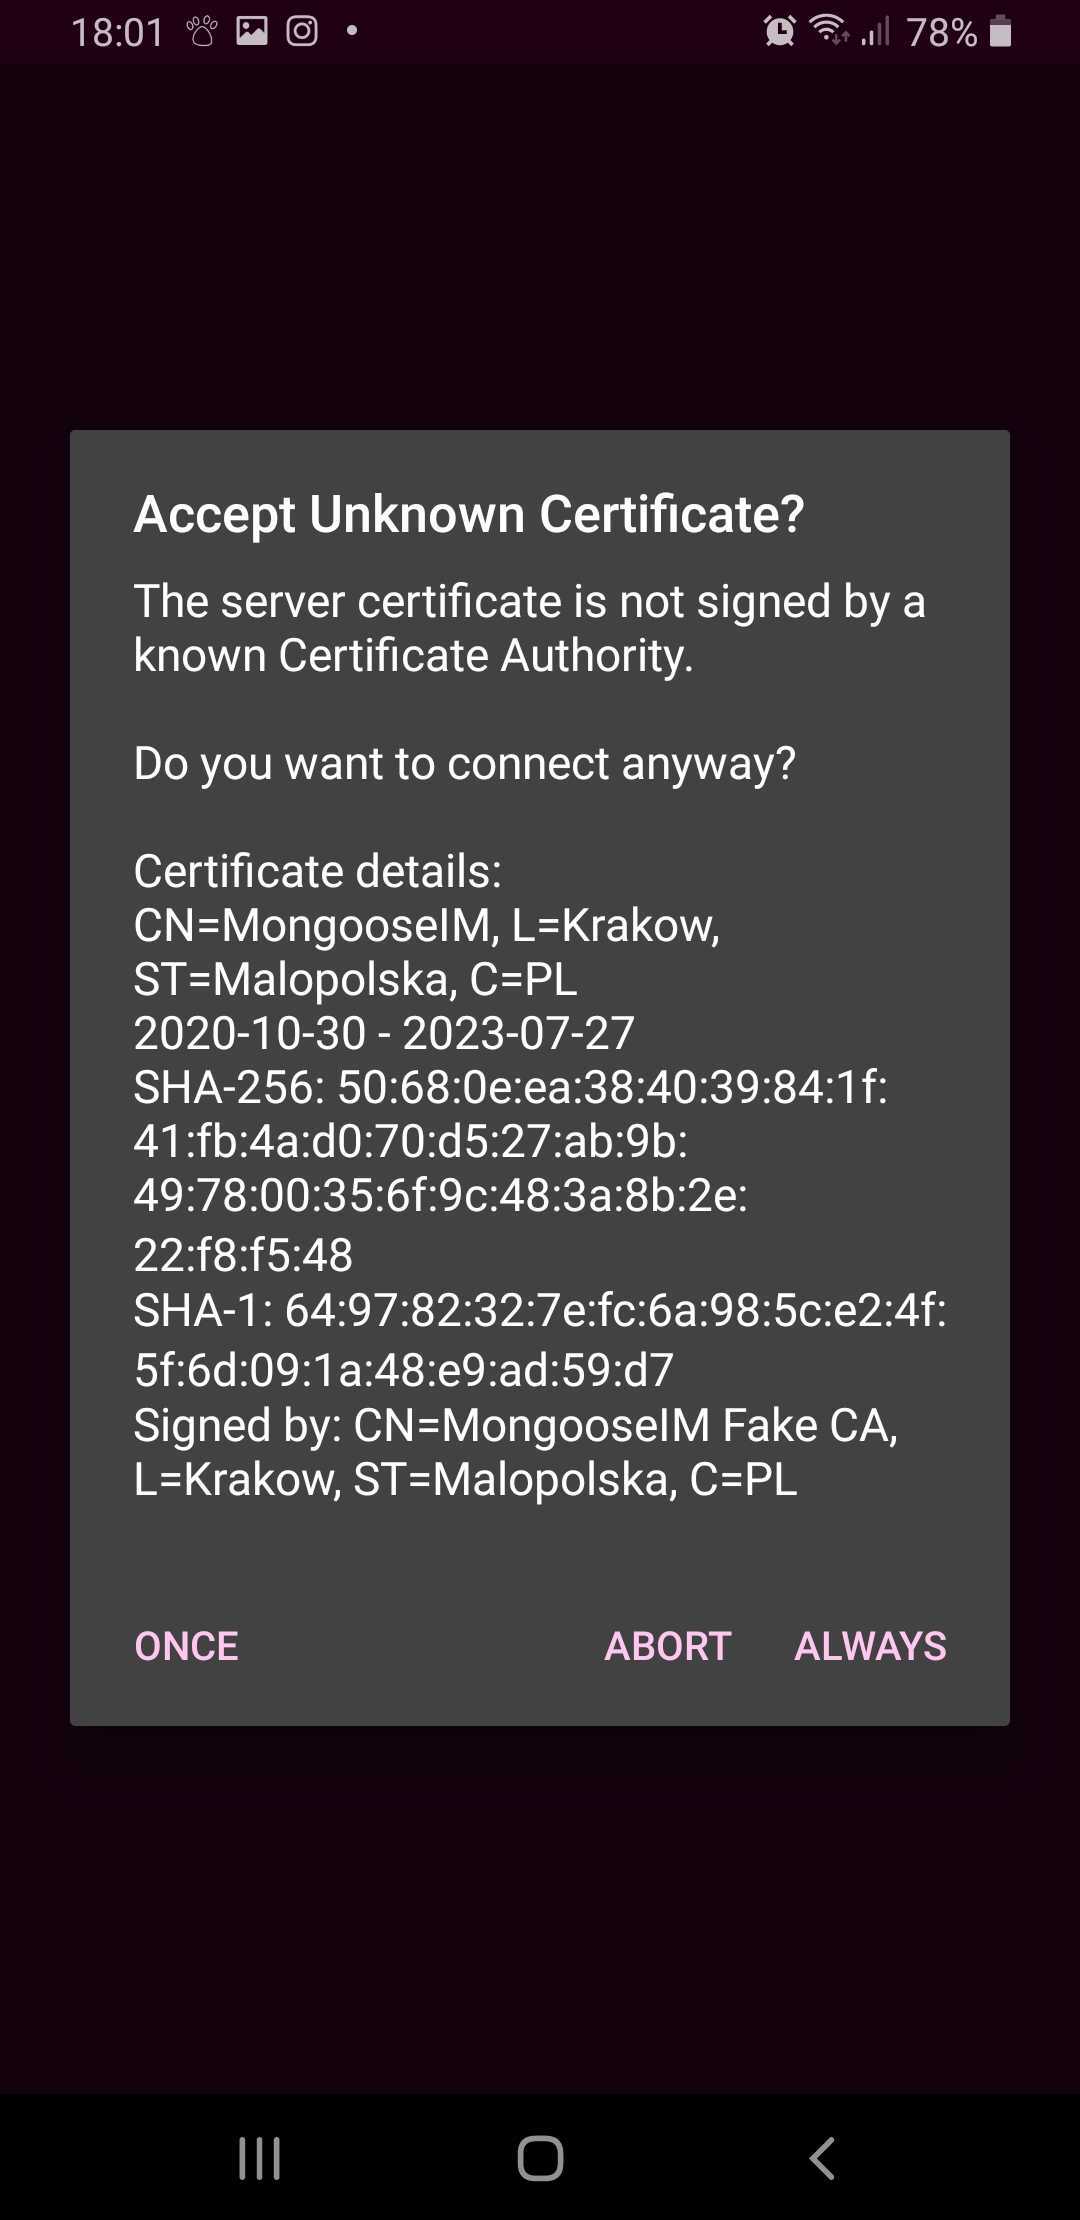 18:01 78%
Accept Unknown Certificate?
The server certificate is not signed by a
known Certificate Authority.
Do you want to connect anyway?
Certificate details:
CN=MongooseIM, L=Krakow,
ST=Malopolska, C=PL
2020-10-30 - 2023-07-27
SHA-256: 50:68:0e:ea:38:40:39:84:1f:
41:fb:4a:d0:70:d5:27:ab:9b:
49:78:00:35:6f:9c:48:3a:8b:2e:
22:f8:f5:48
SHA-1: 64:97:82:32:7e:fc:6a:98:5c:e2:4f:
5f:6d:09:1a:48:e9:ad:59:d7
Signed by: CN=MongooseIM Fake CA,
L=Krakow, ST=Malopolska, C=PL
ONCE ABORT ALWAYS